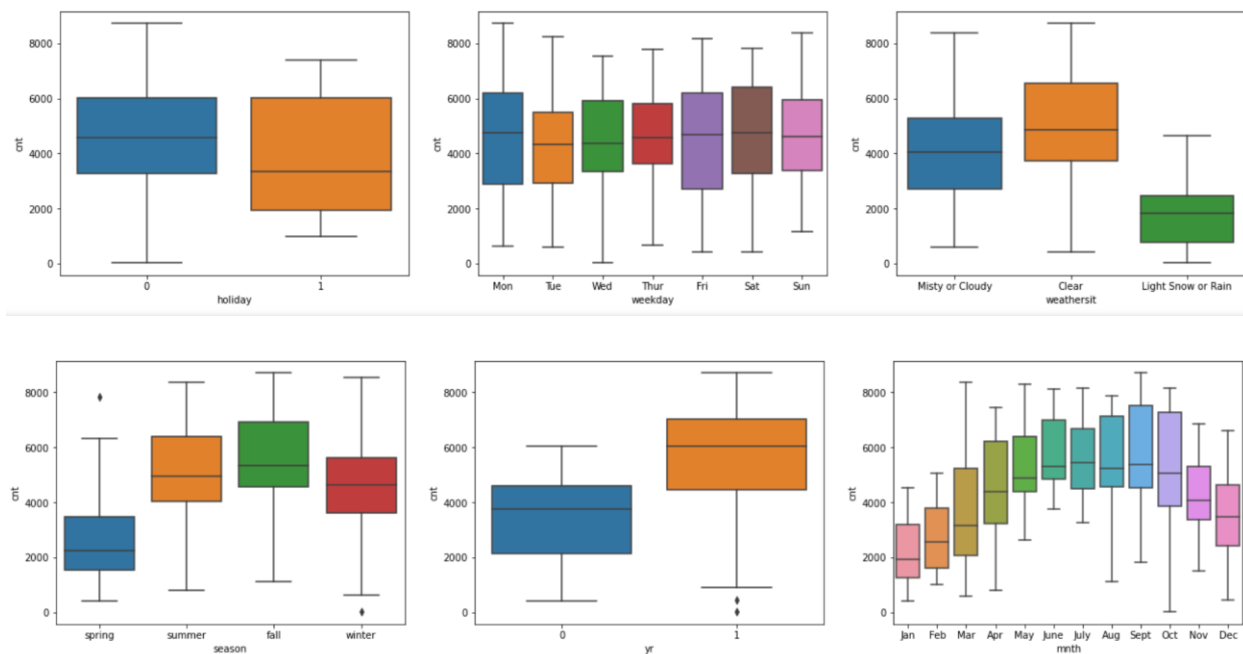 8000
6000
4000
2000
0
cnt
0 1
holiday
8000
6000
4000
2000
0
cnt
Mon Tue Wed Thur Fri Sat Sun
weekday
8000
6000
4000
2000
0
cnt
Misty or Cloudy Clear Light Snow or Rain
weathersit
8000
6000
4000
2000
0
cnt
spring summer fall winter
season
8000
6000
4000
2000
0
cnt
0 1
yr
8000
6000
4000
2000
0
cnt
Jan Feb Mar Apr May June July Aug Sept Oct Nov Dec
mnth